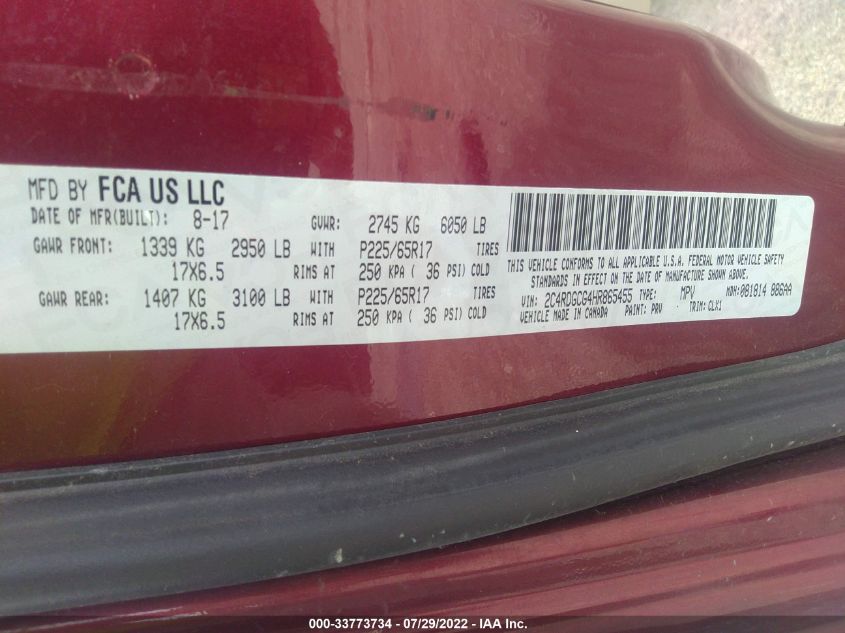 MFD BY FCA US LLC
DATE OF MFR(BUILT): 8-17 GVWR: 2745 KG 6050 LB
GAWR FRONT: 1339 KG 2950 LB WITH P225/65R17 TIRES
17X6.5 RIMS AT 250 KPA ( 36 PSI) COLD
GAWR REAR: 1407 KG 3100 LB WITH P225/65R17 TIRES
17X6.5 RIMS AT 250 KPA ( 36 PSI) COLD
THIS VEHICLE CONFORMS TO ALL APPLICABLE U.S.A. FEDERAL MOTOR VEHICLE SAFETY
STANDARDS IN EFFECT ON THE DATE OF MANUFACTURE SHOWN ABOVE.
VIN: 2C4RDGCG4HR865455 TYPE: MPV MDH: 081814 886AA
VEHICLE MADE IN CANADA PAINT: PRV TRIM: CLX1
000-33773734 / 07/29/2022 - IAA Inc.